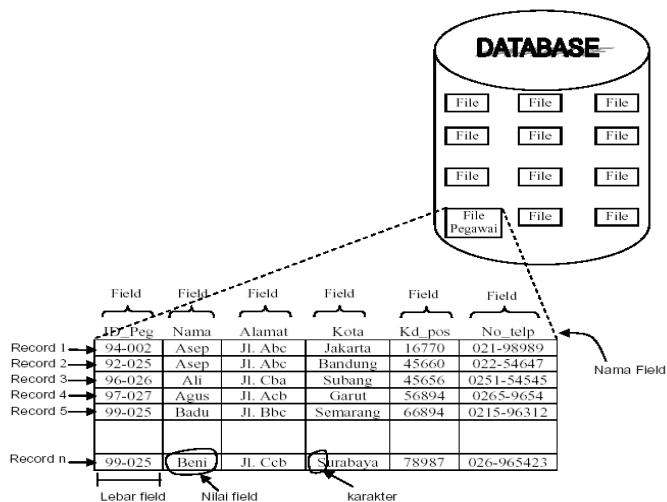 DATABASE
File File File
File File File
File File File
File Pegawai File File
Field Field Field Field Field Field
ID_Peg Nama Alamat Kota Kd_pos No_telp
Record 1 94-002 Asep Jl. Abc Jakarta 16770 021-98989
Record 2 92-025 Asep Jl. Abc Bandung 45660 022-54647
Record 3 96-026 Ali Jl. Cba Subang 45656 0251-54545
Record 4 97-027 Agus Jl. Acb Garut 56894 0265-9654
Record 5 99-025 Badu Jl. Bbc Semarang 66894 0215-96312
Nama Field
Record n 99-025 Beni Jl. Ccb Surabaya 78987 026-965423
Lebar field Nilai field karakter